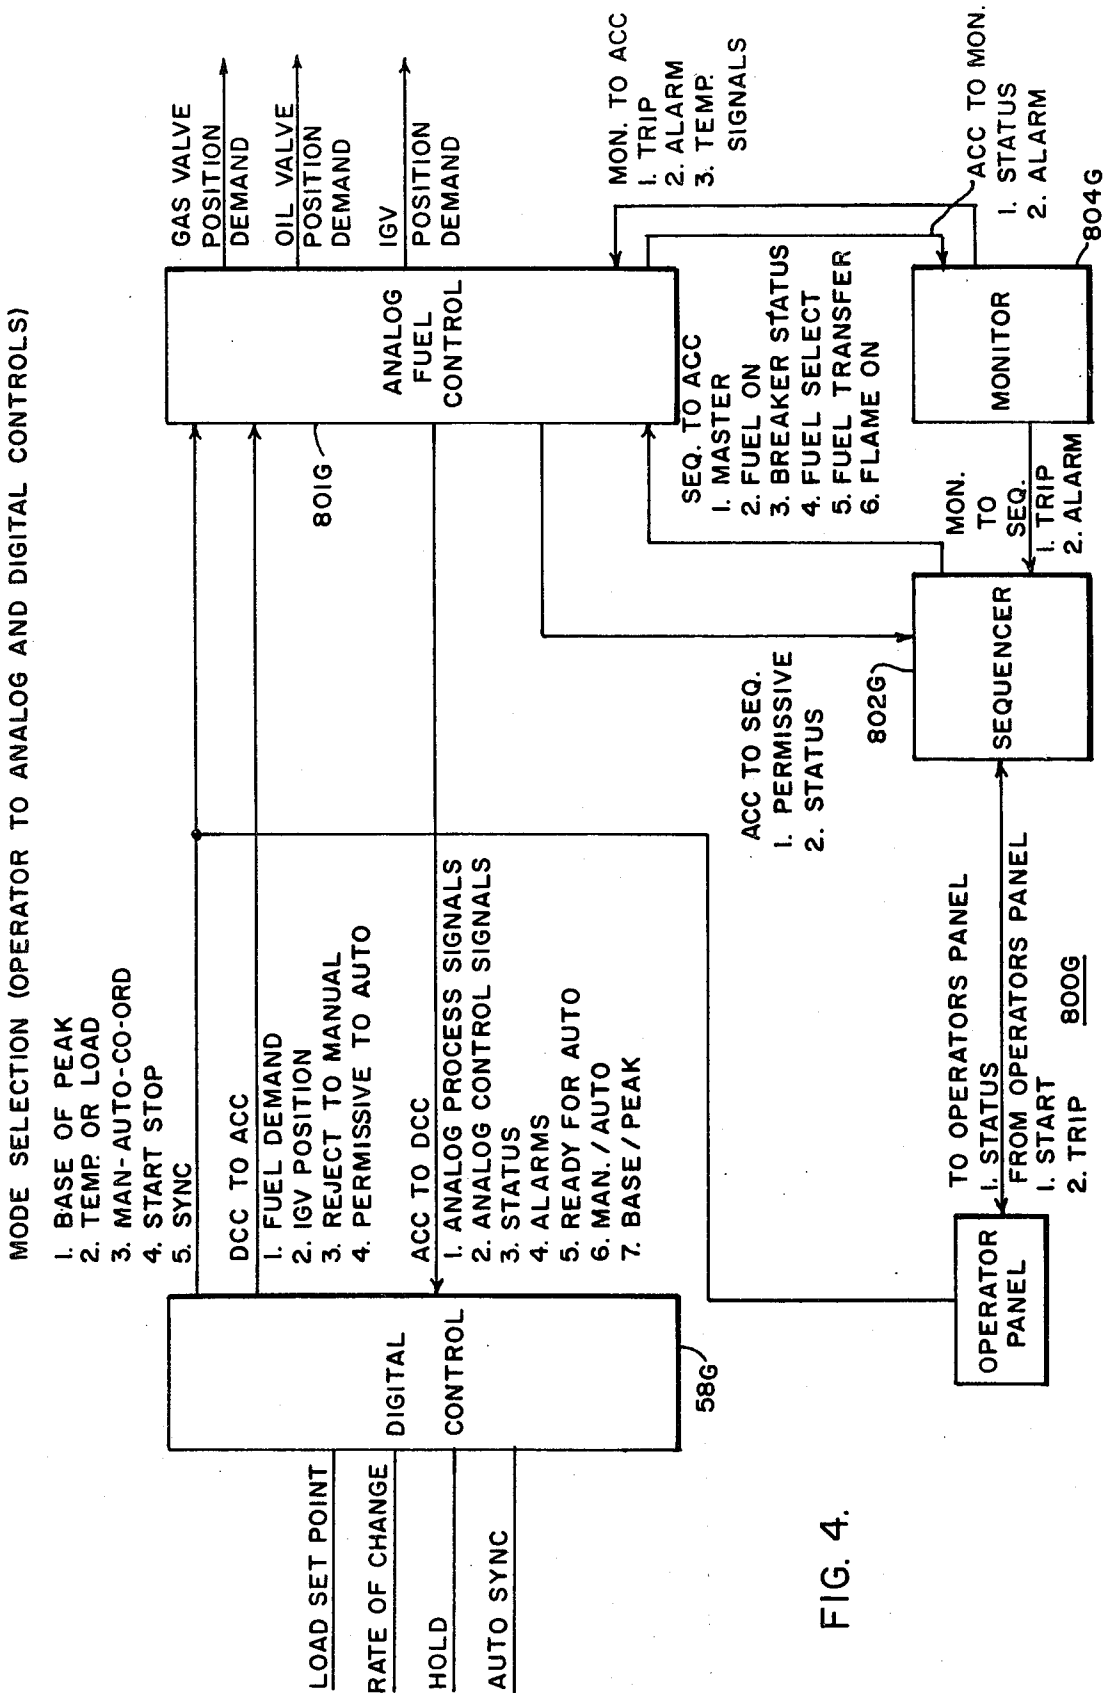 MODE SELECTION (OPERATOR TO ANALOG AND DIGITAL CONTROLS)
1. BASE OF PEAK
2. TEMP. OR LOAD
3. MAN-AUTO-CO-ORD
4. START STOP
5. SYNC
DCC TO ACC
1. FUEL DEMAND
2. IGV POSITION
3. REJECT TO MANUAL
4. PERMISSIVE TO AUTO
ACC TO DCC
1. ANALOG PROCESS SIGNALS
2. ANALOG CONTROL SIGNALS
3. STATUS
4. ALARMS
5. READY FOR AUTO
6. MAN./AUTO
7. BASE/PEAK
LOAD SET POINT
RATE OF CHANGE
HOLD
AUTO SYNC
DIGITAL
CONTROL
58G
GAS VALVE
POSITION
DEMAND
OIL VALVE
POSITION
DEMAND
IGV
POSITION
DEMAND
ANALOG
FUEL
CONTROL
801G
MON. TO ACC
1. TRIP
2. ALARM
3. TEMP.
SIGNALS
ACC TO MON.
1. STATUS
2. ALARM
SEQ. TO ACC
1. MASTER
2. FUEL ON
3. BREAKER STATUS
4. FUEL SELECT
5. FUEL TRANSFER
6. FLAME ON
ACC TO SEQ.
1. PERMISSIVE
2. STATUS
MONITOR
804G
MON.
TO
SEQ.
1. TRIP
2. ALARM
802G
SEQUENCER
TO OPERATORS PANEL
1. STATUS
FROM OPERATORS PANEL
1. START
2. TRIP
OPERATOR
PANEL
800G
FIG. 4.